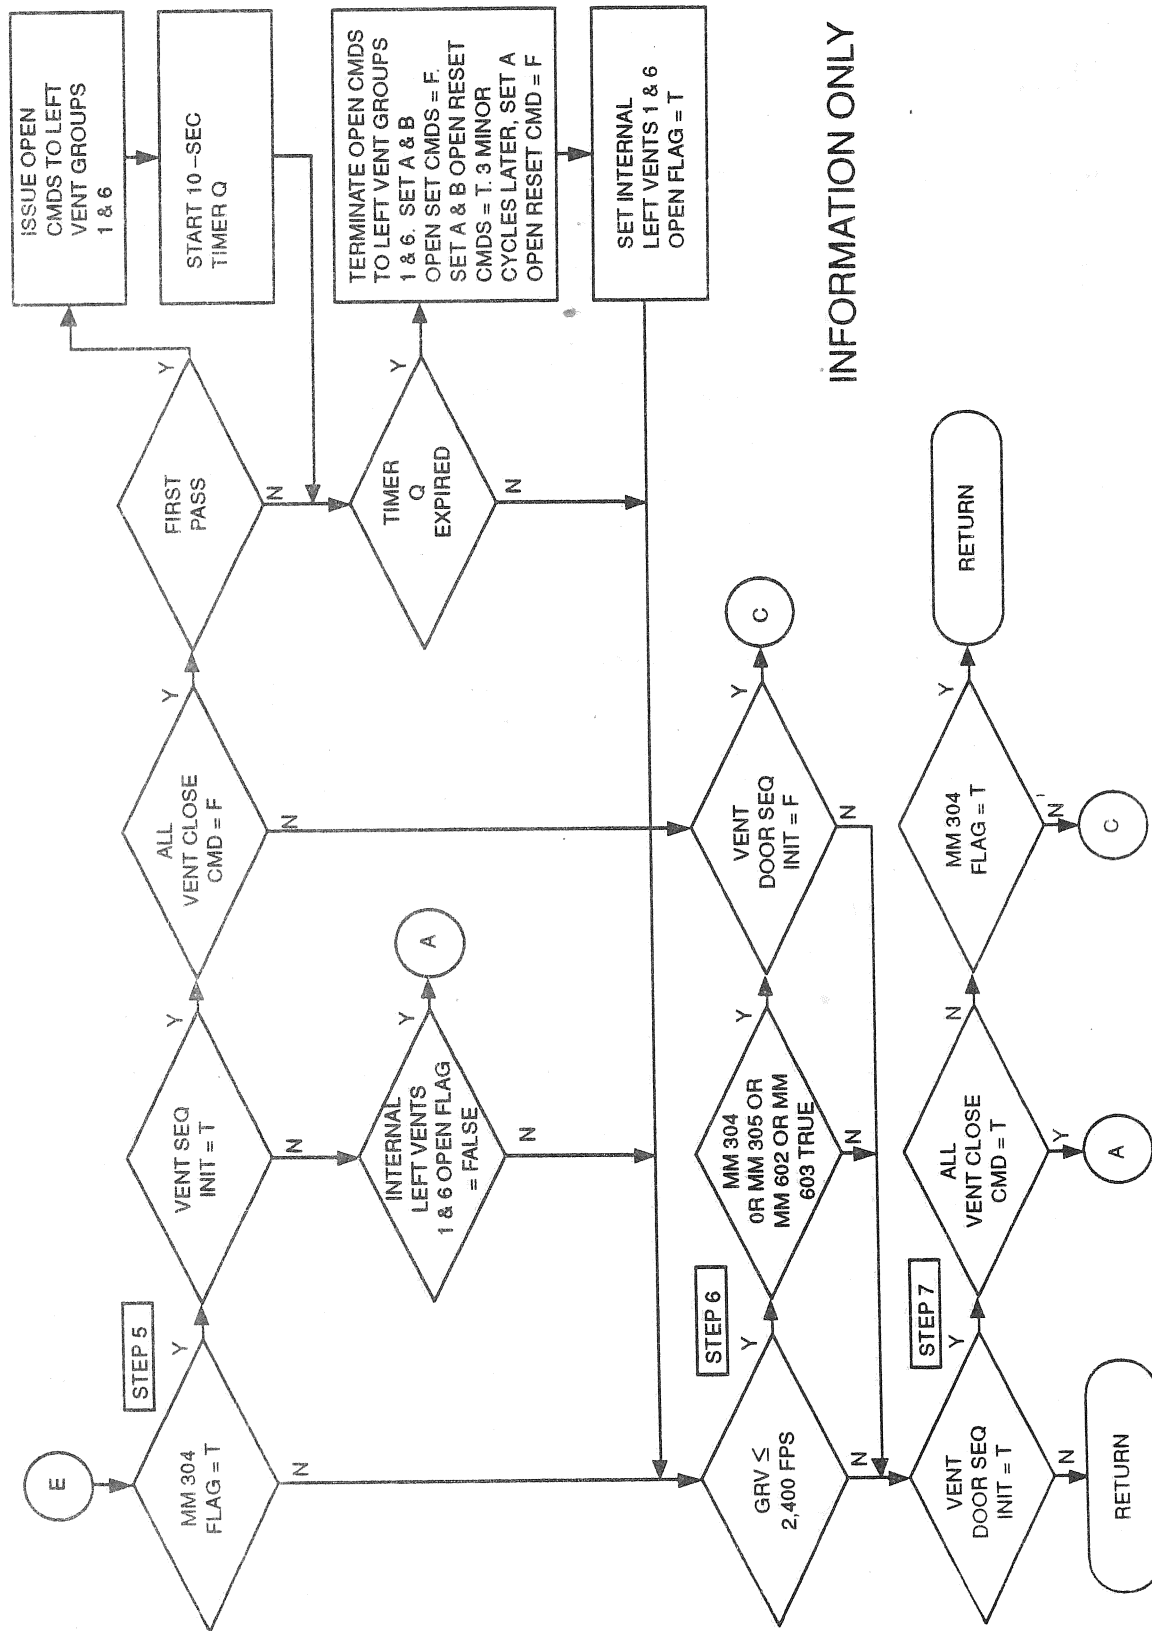 E
STEP 5
MM 304
FLAG = T
Y
N
VENT SEQ
INIT = T
Y
N
ALL
VENT CLOSE
CMD = F
Y
N
FIRST
PASS
Y
N
ISSUE OPEN
CMDS TO LEFT
VENT GROUPS
1 & 6
START 10-SEC
TIMER Q
INTERNAL
LEFT VENTS
1 & 6 OPEN FLAG
= FALSE
Y
N
A
TIMER
Q
EXPIRED
Y
N
TERMINATE OPEN CMDS
TO LEFT VENT GROUPS
1 & 6. SET A & B
OPEN SET CMDS = F.
SET A & B OPEN RESET
CMDS = T. 3 MINOR
CYCLES LATER, SET A
OPEN RESET CMD = F
SET INTERNAL
LEFT VENTS 1 & 6
OPEN FLAG = T
STEP 6
GRV ≤
2,400 FPS
Y
N
MM 304
0R MM 305 OR
MM 602 OR MM
603 TRUE
Y
N
VENT
DOOR SEQ
INIT = F
Y
N
C
STEP 7
VENT
DOOR SEQ
INIT = T
Y
N
RETURN
ALL
VENT CLOSE
CMD = T
N
Y
A
MM 304
FLAG = T
Y
N
C
RETURN
INFORMATION ONLY